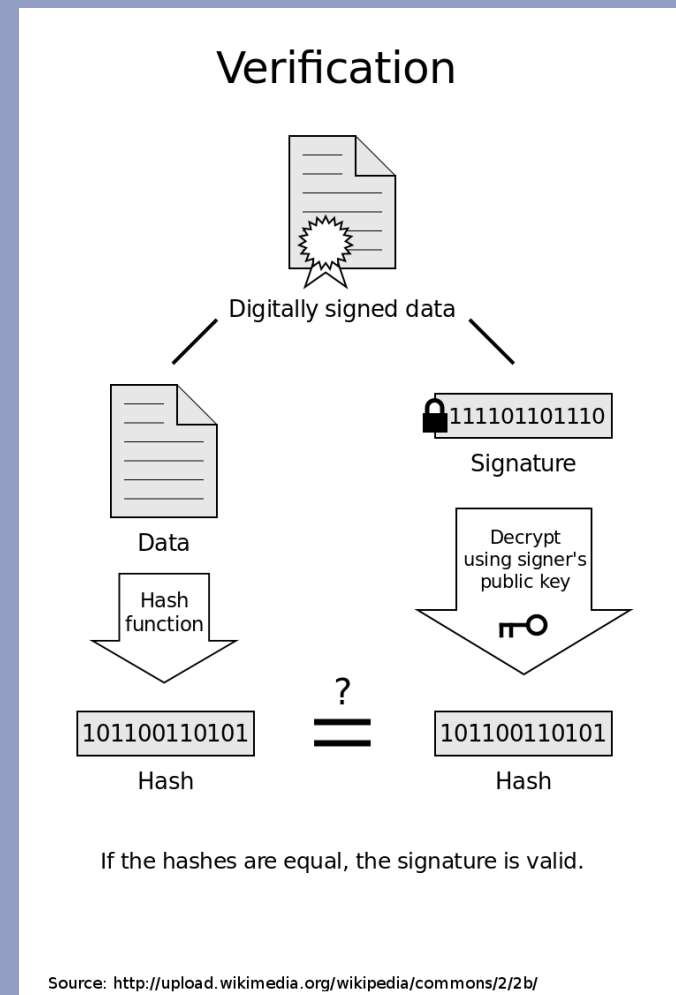 Verification
Digitally signed data
111101101110
Signature
Data
Decrypt
using signer's
public key
Hash
function
?
=
101100110101
101100110101
Hash
Hash
If the hashes are equal, the signature is valid.
Source: http://upload.wikimedia.org/wikipedia/commons/2/2b/